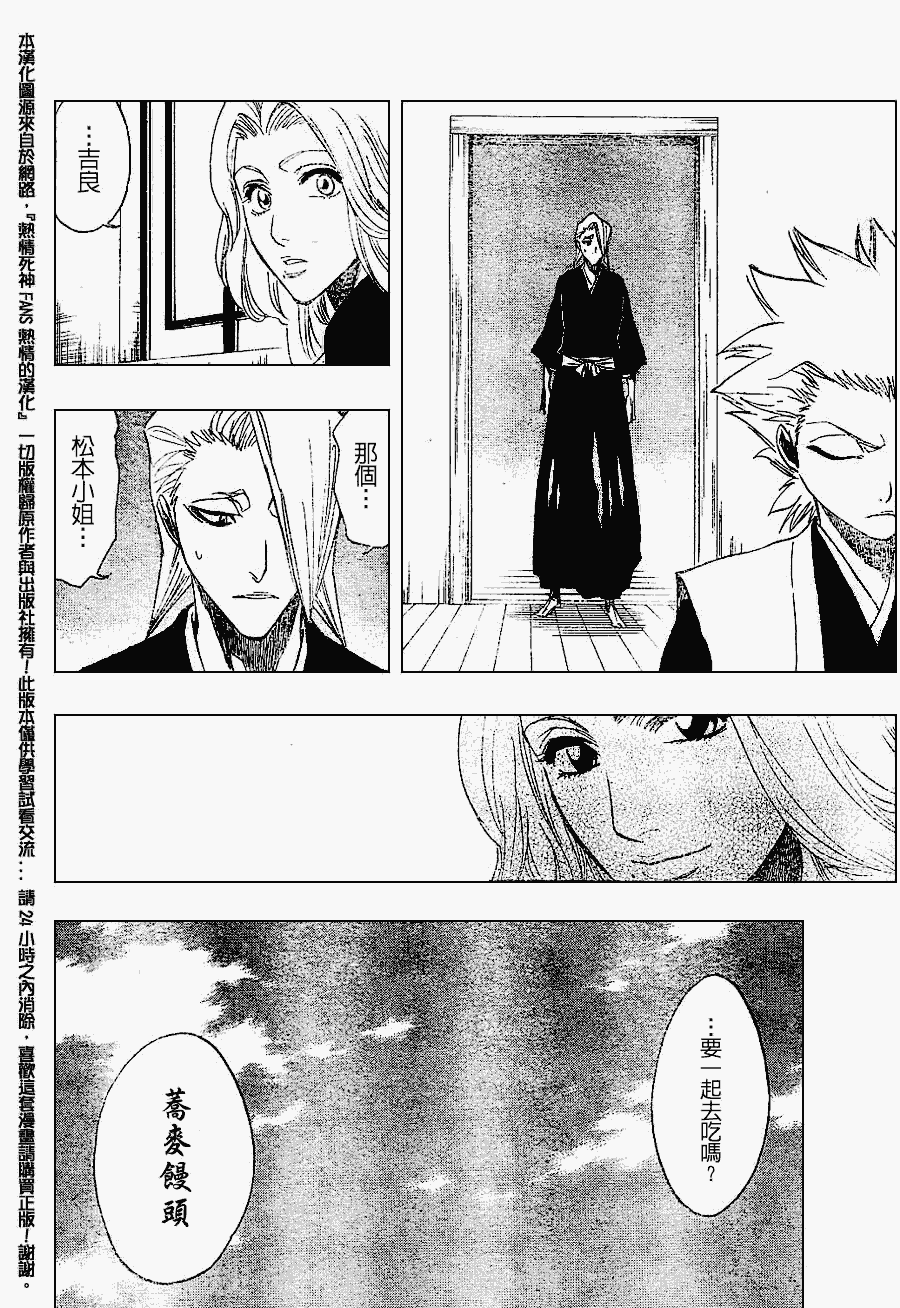 …吉良
那個…
松本小姐…
…要一起去吃嗎？
蕎麥饅頭
本漢化圖源來自於網路，『熱情死神FANS熱情的漢化』一切版權歸原作者與出版社擁有！此版本僅供學習試看交流... 請24小時之內消除，喜歡這套漫畫請購買正版！謝謝。